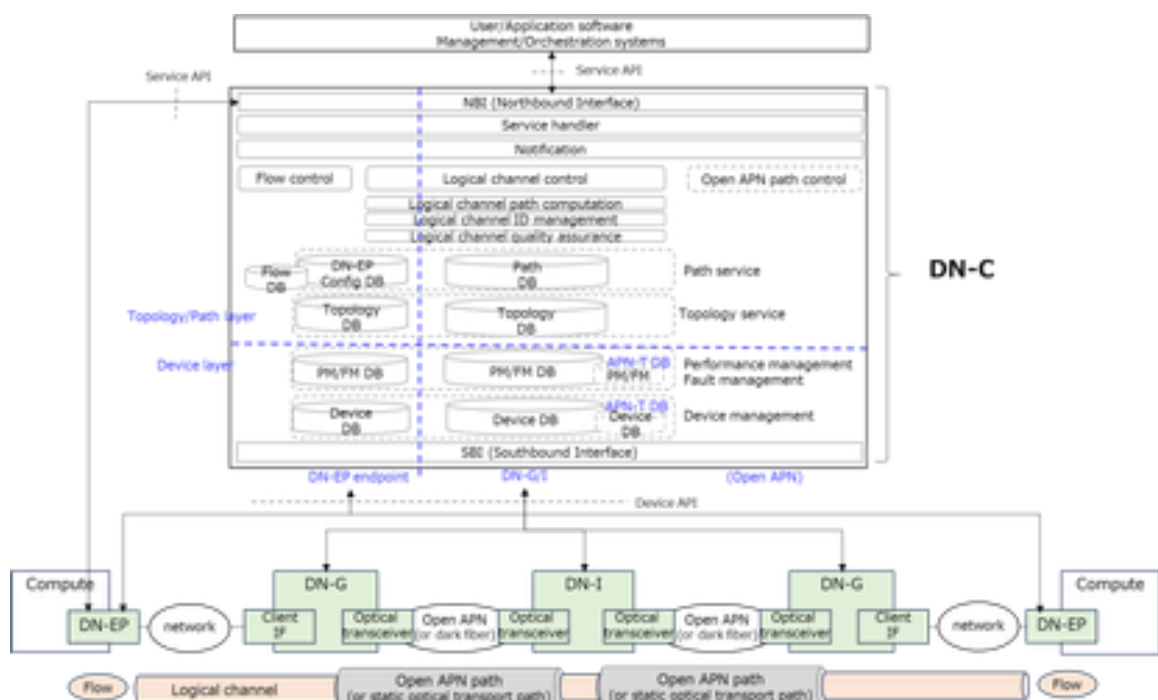 User/Application software
Management/Orchestration systems
Service API
Service API
NBI (Northbound Interface)
Service handler
Notification
Flow control
Logical channel control
Open APN path control
Logical channel path computation
Logical channel ID management
Logical channel quality assurance
Flow
DB
DN-EP
Config DB
Path
DB
Path service
DN-C
Topology/Path layer
Topology
DB
Topology
DB
Topology service
Device layer
PM/FM DB
PM/FM DB
APN-T DB
PM/FM
Performance management
Fault management
Device
DB
Device DB
APN-T DB
Device
DB
Device management
SBI (Southbound Interface)
DN-EP endpoint
DN-G/I
(Open APN)
Device API
Compute
DN-G
DN-I
DN-G
Compute
DN-EP
network
Client
IF
Optical
transceiver
Open APN
(or dark fiber)
Optical
transceiver
Optical
transceiver
Open APN
(or dark fiber)
Optical
transceiver
Client
IF
network
DN-EP
Flow
Logical channel
Open APN path
(or static optical transport path)
Open APN path
(or static optical transport path)
Flow